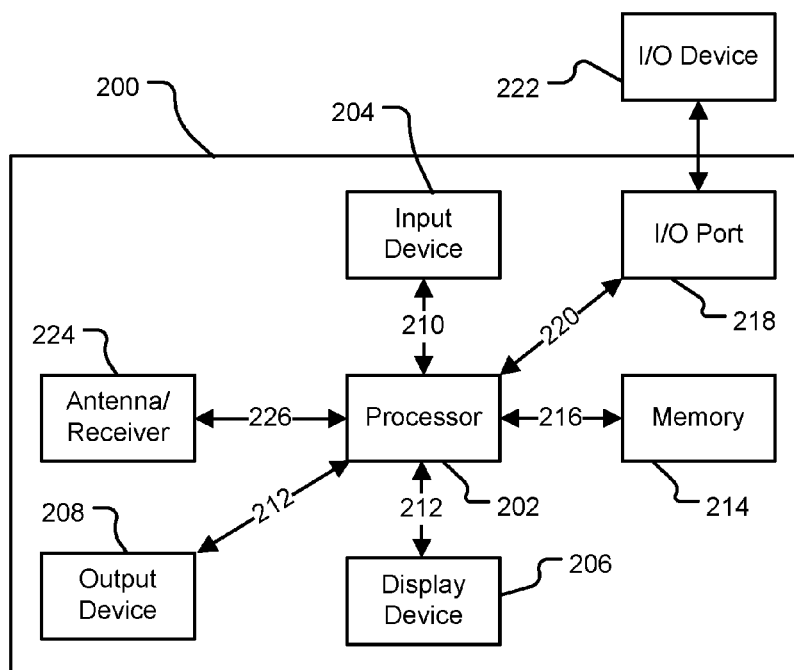 I/O Device
222
200
204
Input
Device
I/O Port
210
220
218
224
Antenna/
Receiver
226
Processor
216
Memory
212
212
202
214
208
Output
Device
Display
Device
206